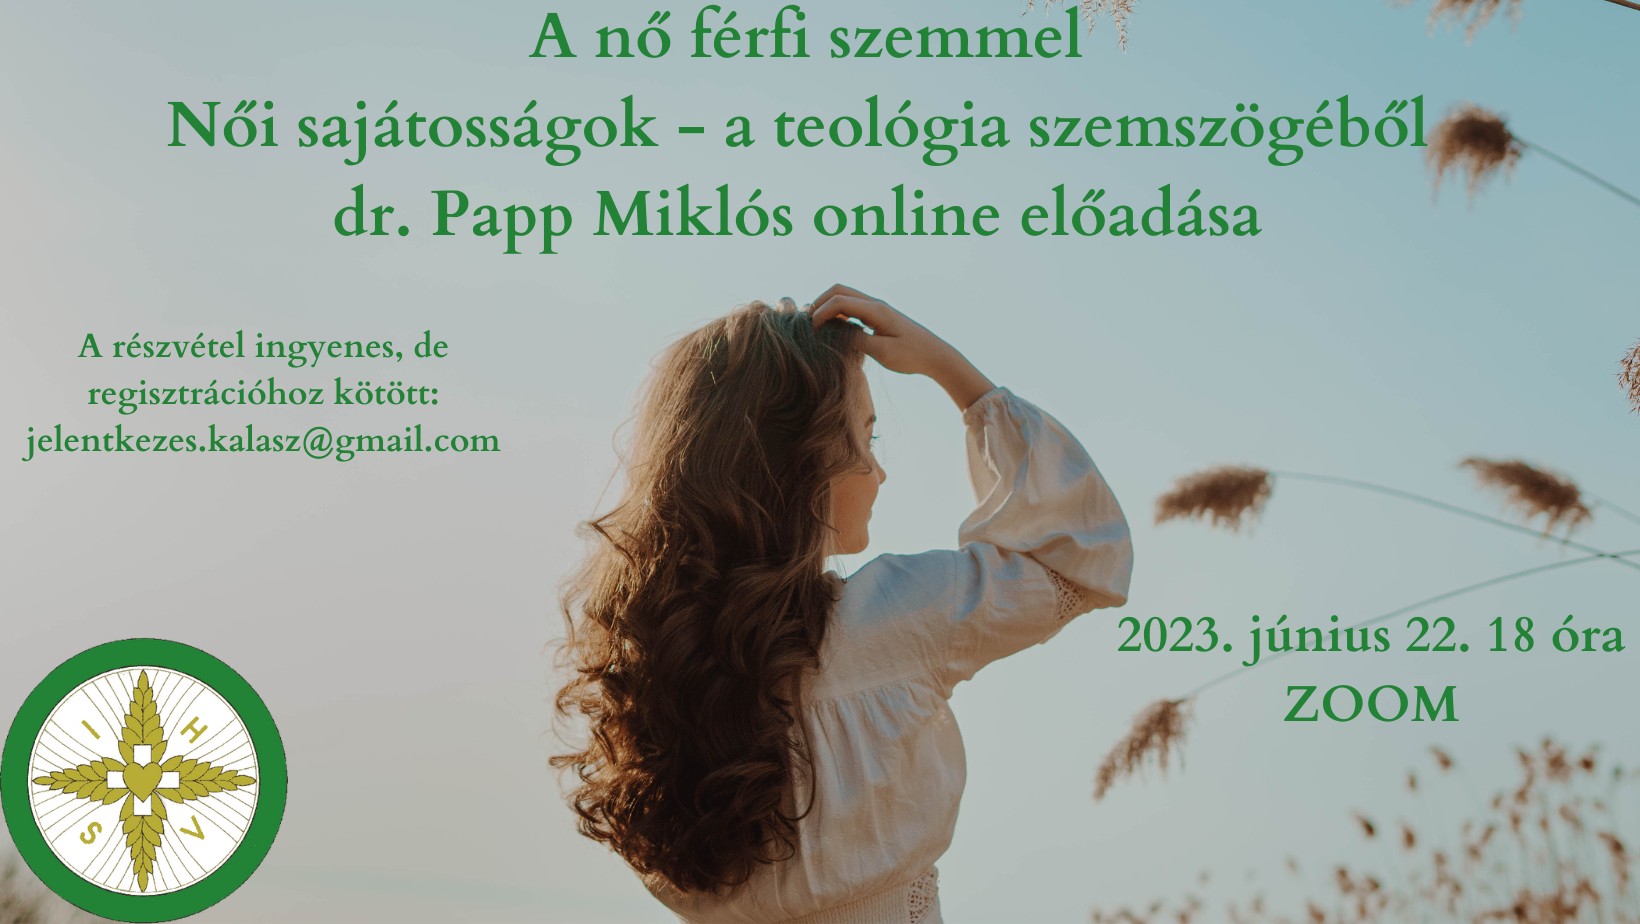 A nő férfi szemmel
Női sajátosságok - a teológia szemszögéből
dr. Papp Miklós online előadása
A részvétel ingyenes, de
regisztrációhoz kötött:
jelentkezes.kalasz@gmail.com
2023. június 22. 18 óra
ZOOM
I H
S V